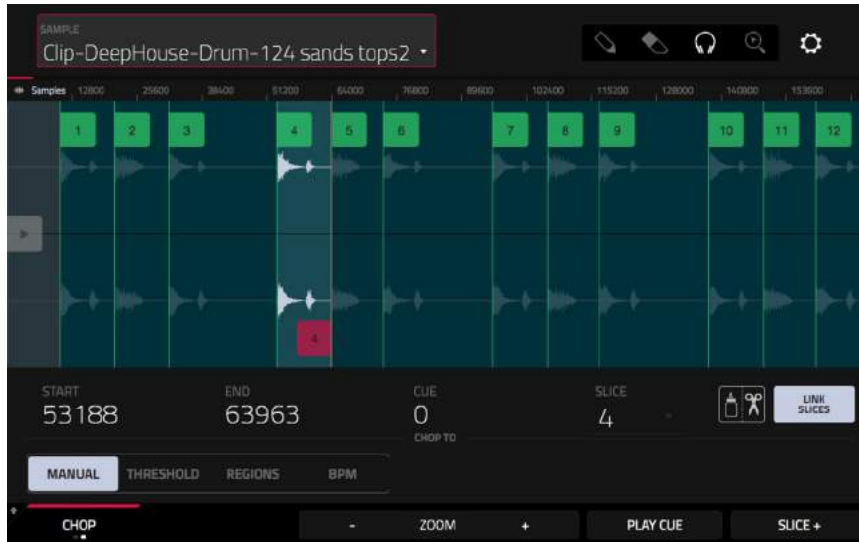 SAMPLE
Clip-DeepHouse-Drum-124 sands tops2
Samples 12800 25600 38400 51200 64000 76800 89600 102400 115200 128000 140800 153600
1 2 3 4 5 6 7 8 9 10 11 12
4
START END CUE SLICE
53188 63963 0 4
LINK SLICES
CHOP TO
MANUAL THRESHOLD REGIONS BPM
CHOP - ZOOM + PLAY CUE SLICE +